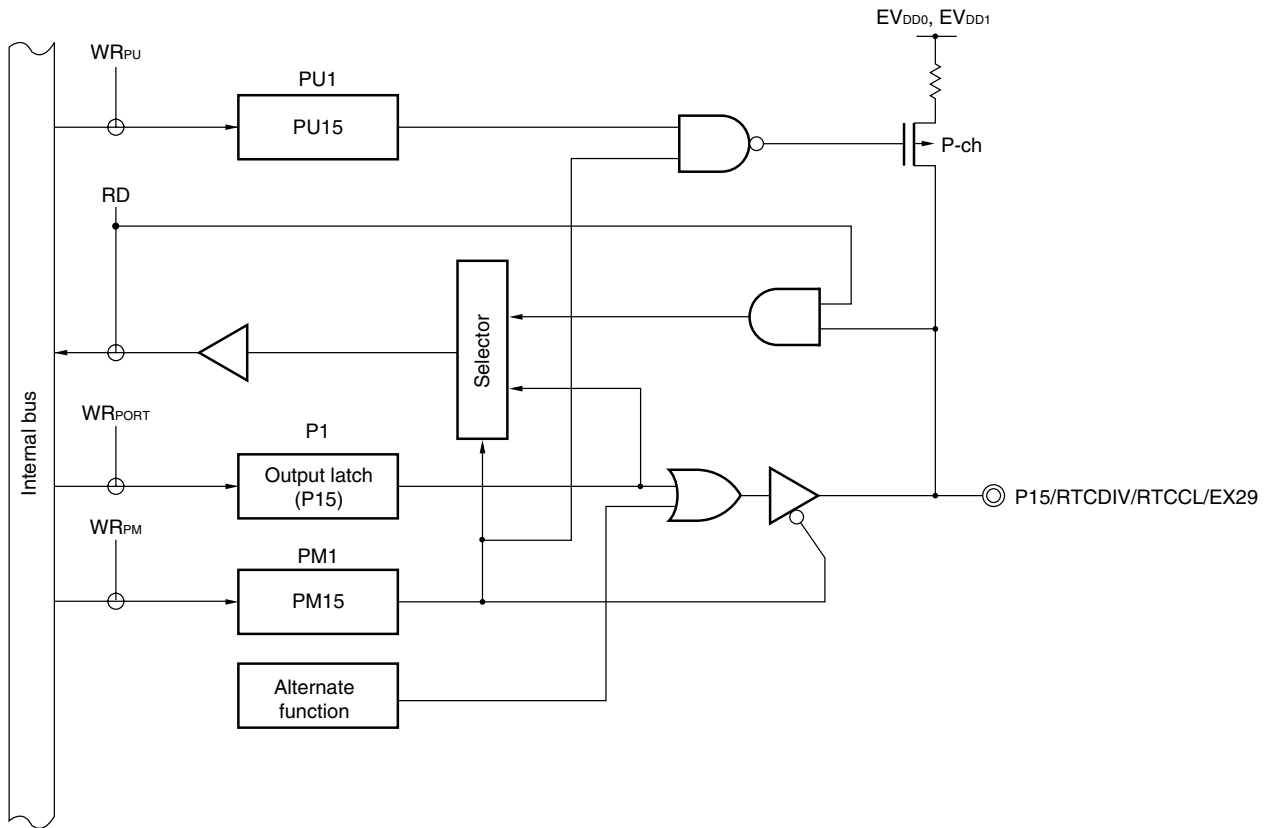 EVDD0, EVDD1
WRPU
PU1
PU15
P-ch
RD
Selector
Internal bus
WRPORT
P1
Output latch
(P15)
P15/RTCDIV/RTCCL/EX29
WRPM
PM1
PM15
Alternate
function